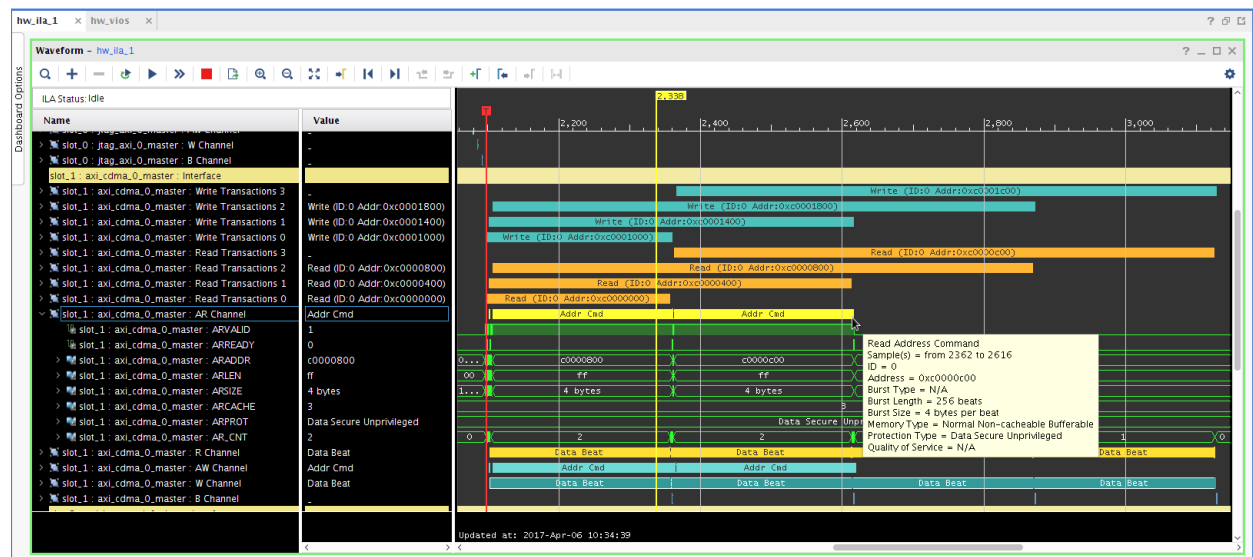 hw_ila_1 × hw_vios ×
Dashboard Options
Waveform - hw_ila_1
ILA Status: Idle
Name Value
2,338
2,200 2,400 2,600 2,800 3,000
slot_0 : jtag_axi_0_master : W Channel
slot_0 : jtag_axi_0_master : B Channel
slot_1 : axi_cdma_0_master : Interface
slot_1 : axi_cdma_0_master : Write Transactions 3 Write (ID:0 Addr:0xc0001c00)
slot_1 : axi_cdma_0_master : Write Transactions 2 Write (ID:0 Addr:0xc0001800) Write (ID:0 Addr:0xc0001800)
slot_1 : axi_cdma_0_master : Write Transactions 1 Write (ID:0 Addr:0xc0001400) Write (ID:0 Addr:0xc0001400)
slot_1 : axi_cdma_0_master : Write Transactions 0 Write (ID:0 Addr:0xc0001000) Write (ID:0 Addr:0xc0001000)
slot_1 : axi_cdma_0_master : Read Transactions 3 Read (ID:0 Addr:0xc0000c00)
slot_1 : axi_cdma_0_master : Read Transactions 2 Read (ID:0 Addr:0xc0000800) Read (ID:0 Addr:0xc0000800)
slot_1 : axi_cdma_0_master : Read Transactions 1 Read (ID:0 Addr:0xc0000400) Read (ID:0 Addr:0xc0000400)
slot_1 : axi_cdma_0_master : Read Transactions 0 Read (ID:0 Addr:0xc0000000) Read (ID:0 Addr:0xc0000000)
slot_1 : axi_cdma_0_master : AR Channel Addr Cmd Addr Cmd Addr Cmd
slot_1 : axi_cdma_0_master : ARVALID 1
slot_1 : axi_cdma_0_master : ARREADY 0
slot_1 : axi_cdma_0_master : ARADDR c0000800 0... c0000800 c0000c00
slot_1 : axi_cdma_0_master : ARLEN ff 00 ff ff
slot_1 : axi_cdma_0_master : ARSIZE 4 bytes 1... 4 bytes 4 bytes
slot_1 : axi_cdma_0_master : ARCACHE 3 3
slot_1 : axi_cdma_0_master : ARPROT Data Secure Unprivileged Data Secure Unpr
slot_1 : axi_cdma_0_master : AR_CNT 2 0 2 2 1 0
slot_1 : axi_cdma_0_master : R Channel Data Beat Data Beat Data Beat Data Beat
slot_1 : axi_cdma_0_master : AW Channel Addr Cmd Addr Cmd Addr Cmd
slot_1 : axi_cdma_0_master : W Channel Data Beat Data Beat Data Beat Data Beat Data Beat
slot_1 : axi_cdma_0_master : B Channel
Read Address Command
Sample(s) = from 2362 to 2616
ID = 0
Address = 0xc0000c00
Burst Type = N/A
Burst Length = 256 beats
Burst Size = 4 bytes per beat
Memory Type = Normal Non-cacheable Bufferable
Protection Type = Data Secure Unprivileged
Quality of Service = N/A
Updated at: 2017-Apr-06 10:34:39